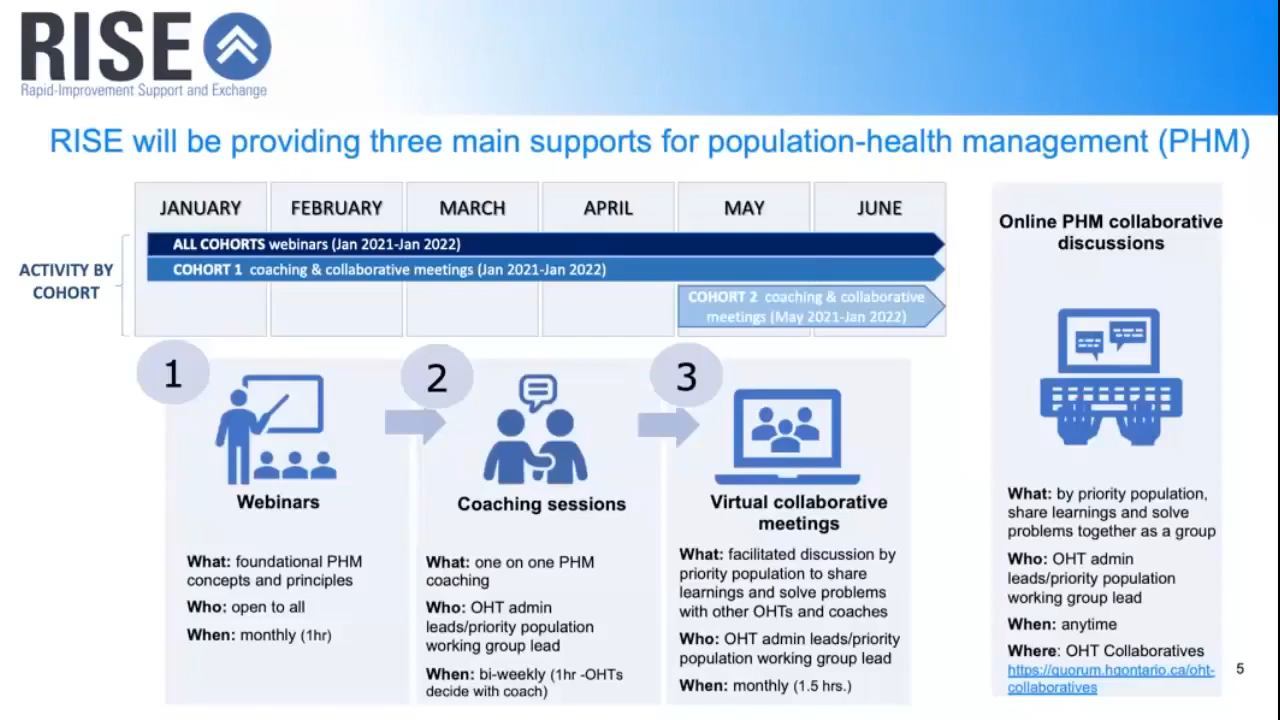 RISE
Rapid-Improvement Support and Exchange
RISE will be providing three main supports for population-health management (PHM)
JANUARY
FEBRUARY
MARCH
APRIL
MAY
JUNE
ACTIVITY BY
COHORT
ALL COHORTS webinars (Jan 2021-Jan 2022)
COHORT 1 coaching & collaborative meetings (Jan 2021-Jan 2022)
COHORT 2 coaching & collaborative
meetings (May 2021-Jan 2022)
1
Webinars
What: foundational PHM
concepts and principles
Who: open to all
When: monthly (1hr)
2
Coaching sessions
What: one on one PHM
coaching
Who: OHT admin
leads/priority population
working group lead
When: bi-weekly (1hr -OHTs
decide with coach)
3
Virtual collaborative
meetings
What: facilitated discussion by
priority population to share
learnings and solve problems
with other OHTs and coaches
Who: OHT admin leads/priority
population working group lead
When: monthly (1.5 hrs.)
Online PHM collaborative
discussions
What: by priority population,
share learnings and solve
problems together as a group
Who: OHT admin
leads/priority population
working group lead
When: anytime
Where: OHT Collaboratives
https://quorum.hqontario.ca/oht-
collaboratives
5